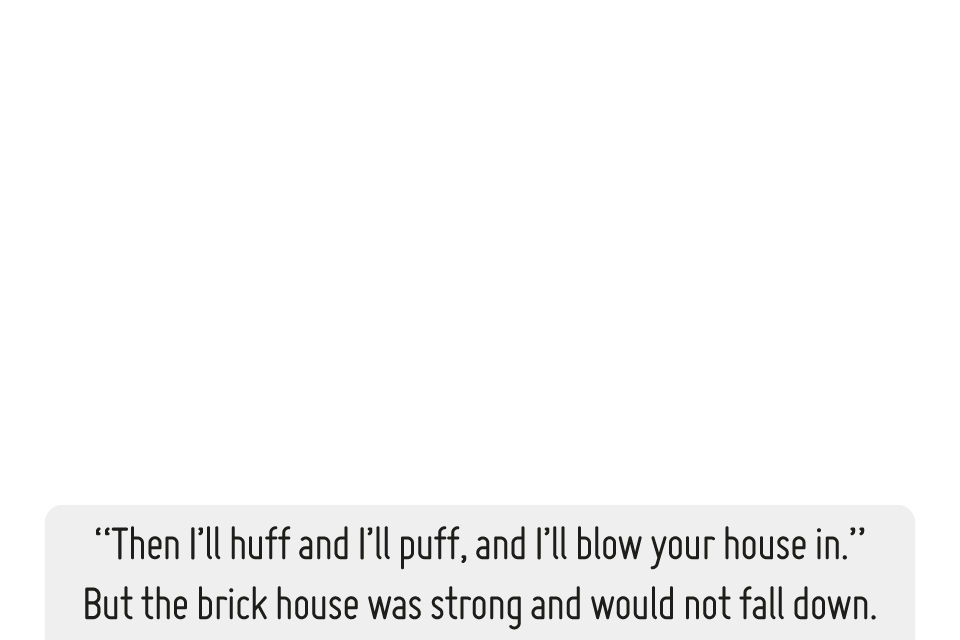 “Then I’ll huff and I’ll puff, and I’ll blow your house in.”
But the brick house was strong and would not fall down.